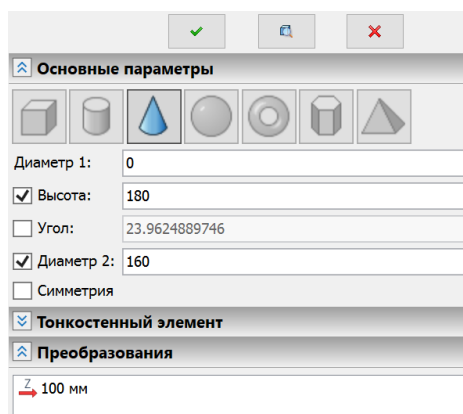 Основные параметры
Диаметр 1: 0
Высота: 180
Угол: 23.9624889746
Диаметр 2: 160
Симметрия
Тонкостенный элемент
Преобразования
Z 100 мм